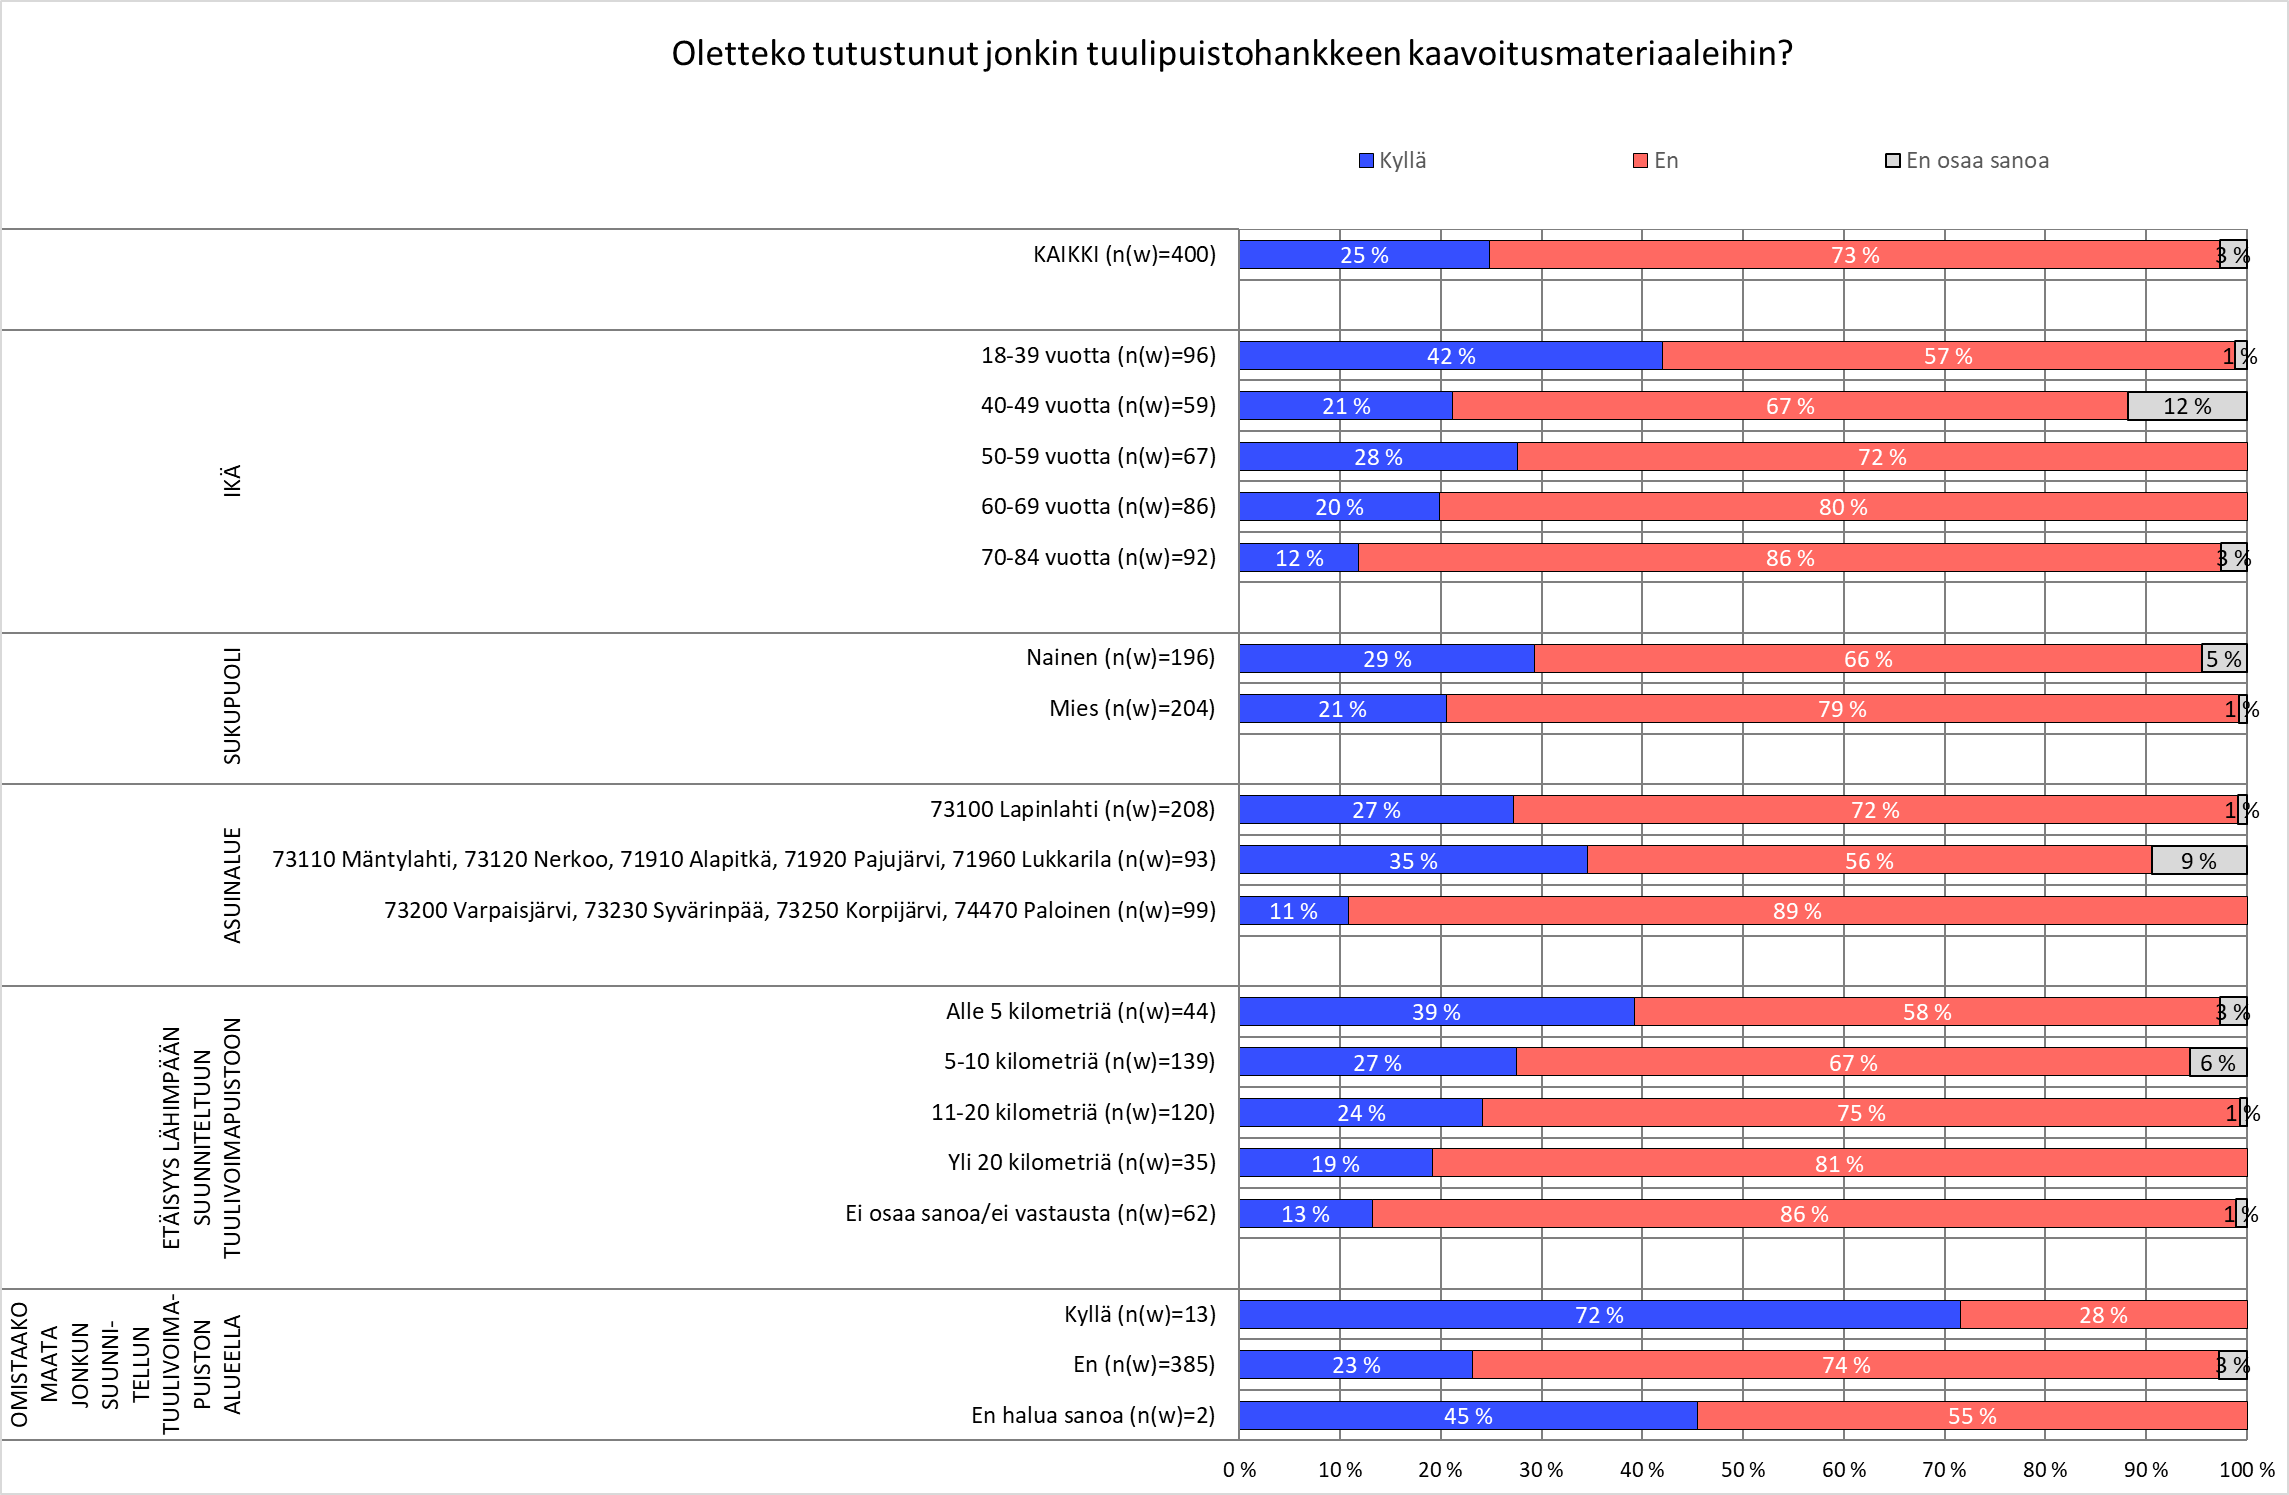 Oletteko tutustunut jonkin tuulipuistohankkeen kaavoitusmateriaaleihin?
Kyllä En En osaa sanoa
KAIKKI (n(w)=400) 25 % 73 % 3 %
IKÄ
18-39 vuotta (n(w)=96) 42 % 57 % 1 %
40-49 vuotta (n(w)=59) 21 % 67 % 12 %
50-59 vuotta (n(w)=67) 28 % 72 %
60-69 vuotta (n(w)=86) 20 % 80 %
70-84 vuotta (n(w)=92) 12 % 86 % 3 %
SUKUPUOLI
Nainen (n(w)=196) 29 % 66 % 5 %
Mies (n(w)=204) 21 % 79 % 1 %
ASUINALUE
73100 Lapinlahti (n(w)=208) 27 % 72 % 1 %
73110 Mäntylahti, 73120 Nerkoo, 71910 Alapitkä, 71920 Pajujärvi, 71960 Lukkarila (n(w)=93) 35 % 56 % 9 %
73200 Varpaisjärvi, 73230 Syvärinpää, 73250 Korpijärvi, 74470 Paloinen (n(w)=99) 11 % 89 %
ETÄISYYS LÄHIMPÄÄN
SUUNNITELTUUN
TUULIVOIMAPUISTOON
Alle 5 kilometriä (n(w)=44) 39 % 58 % 3 %
5-10 kilometriä (n(w)=139) 27 % 67 % 6 %
11-20 kilometriä (n(w)=120) 24 % 75 % 1 %
Yli 20 kilometriä (n(w)=35) 19 % 81 %
Ei osaa sanoa/ei vastausta (n(w)=62) 13 % 86 % 1 %
OMISTAAKO
MAATA
JONKUN
SUUNNI-
TELLUN
TUULIVOIMA-
PUISTON
ALUEELLA
Kyllä (n(w)=13) 72 % 28 %
En (n(w)=385) 23 % 74 % 3 %
En halua sanoa (n(w)=2) 45 % 55 %
0 % 10 % 20 % 30 % 40 % 50 % 60 % 70 % 80 % 90 % 100 %